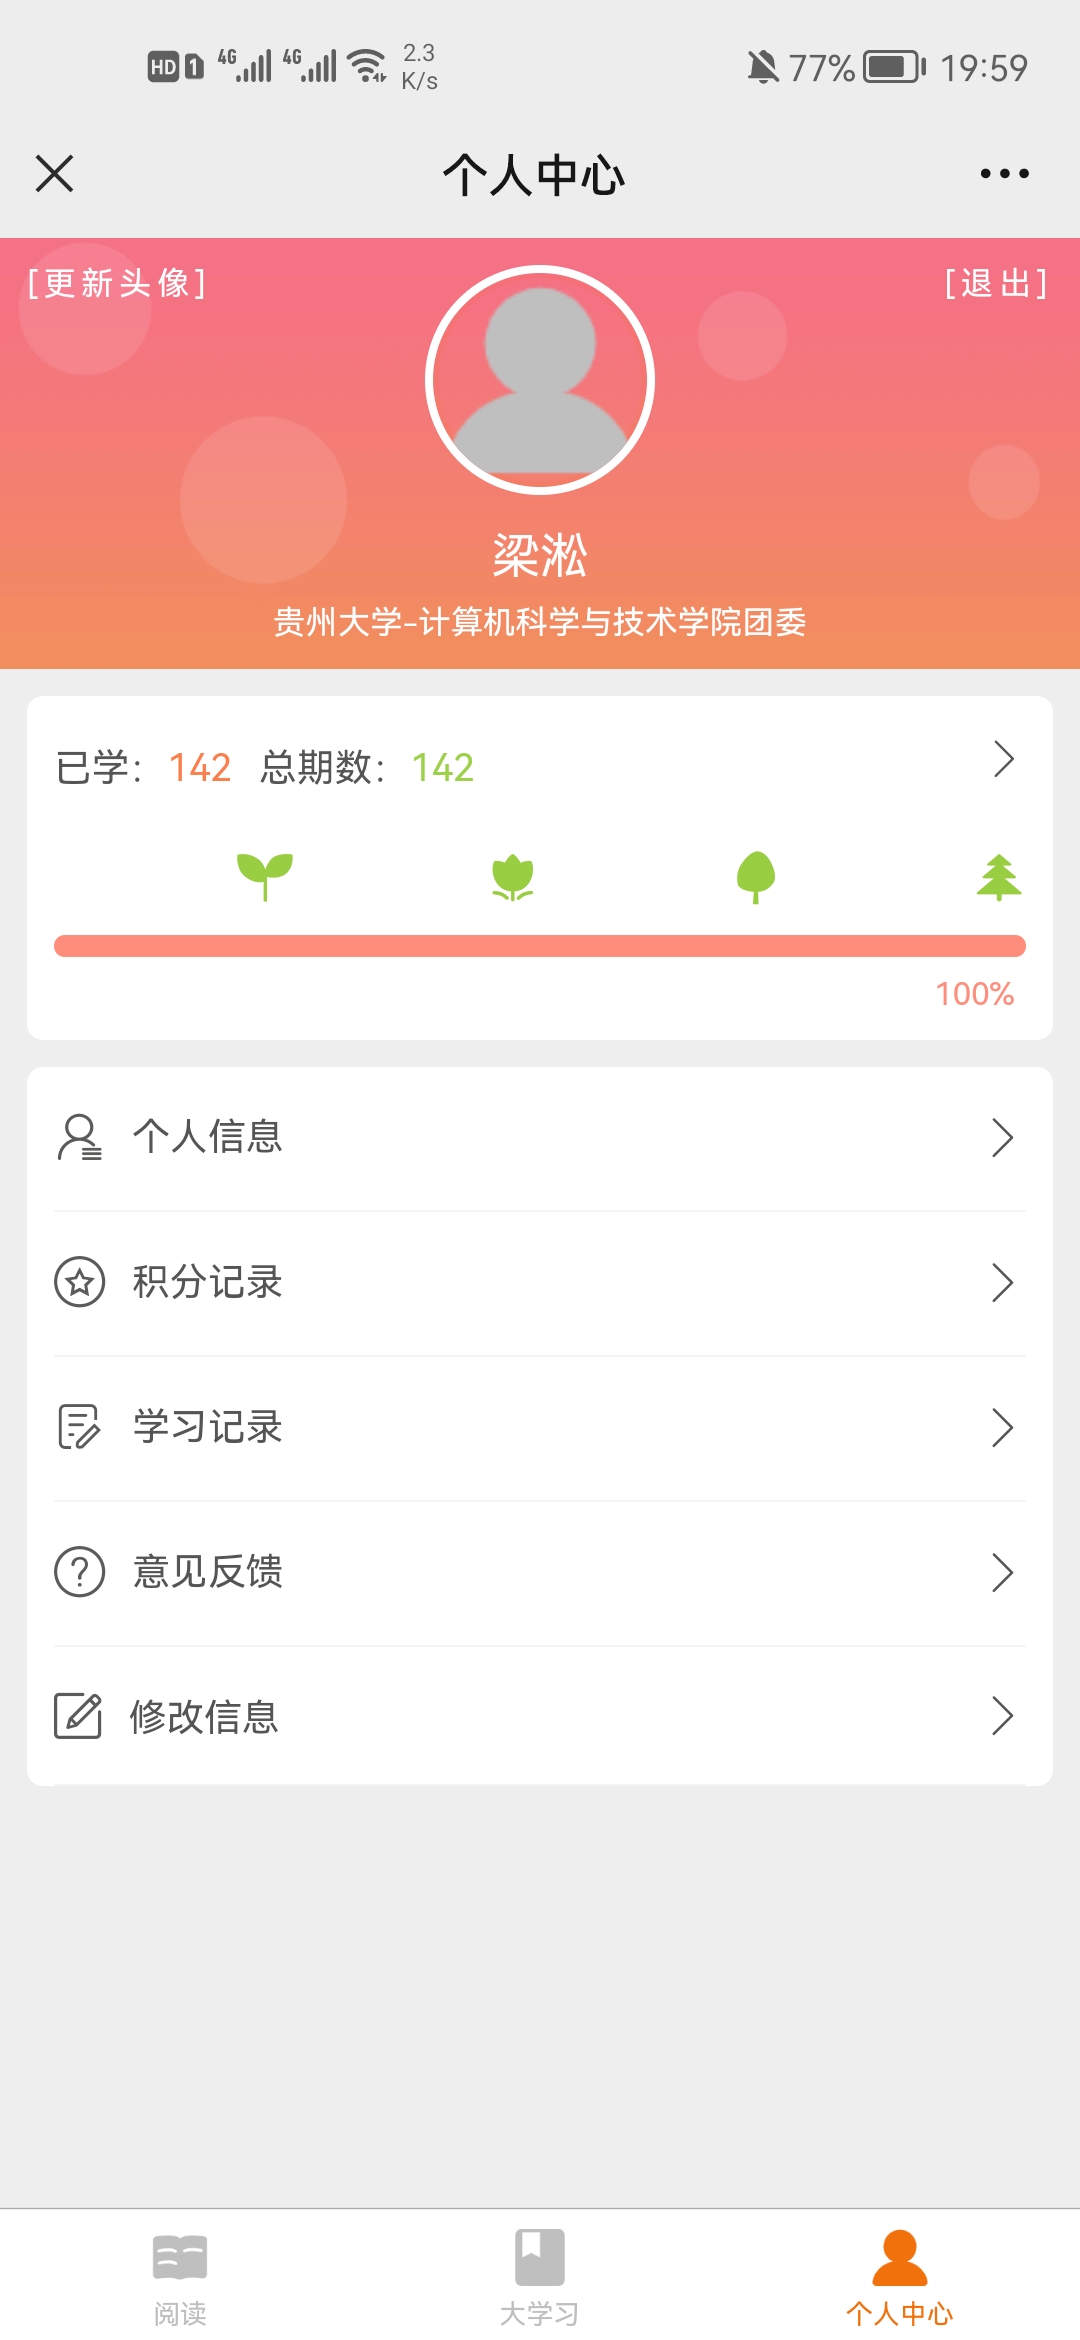 HD 1 4G 4G 2.3 K/s 77% 19:59
个人中心
[更新头像] [退出]
梁淞
贵州大学-计算机科学与技术学院团委
已学: 142 总期数: 142
100%
个人信息
积分记录
学习记录
意见反馈
修改信息
阅读 大学习 个人中心